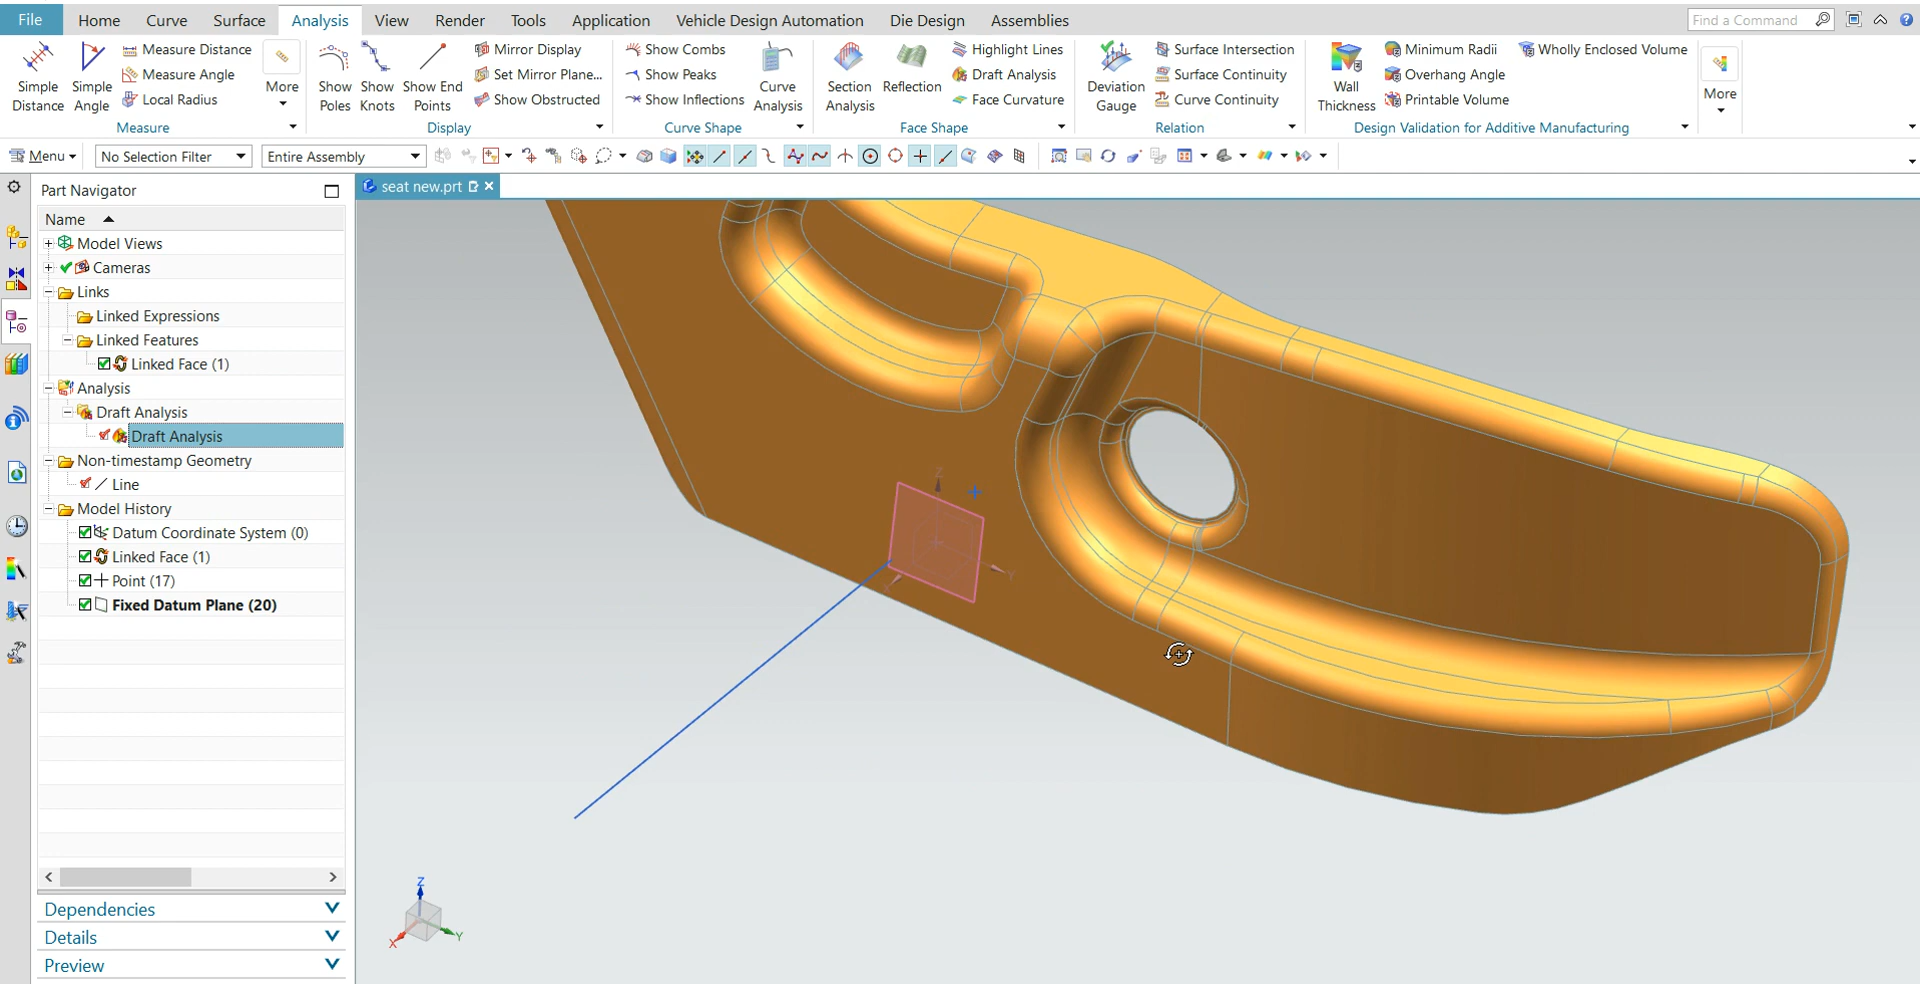 File Home Curve Surface Analysis View Render Tools Application Vehicle Design Automation Die Design Assemblies Find a Command
Simple Distance
Simple Angle
Measure Distance
Measure Angle
Local Radius
More
Measure
Show Poles
Show Knots
Show End Points
Mirror Display
Set Mirror Plane...
Show Obstructed
Display
Show Combs
Show Peaks
Show Inflections
Curve Analysis
Curve Shape
Section Analysis
Reflection
Highlight Lines
Draft Analysis
Face Curvature
Face Shape
Deviation Gauge
Surface Intersection
Surface Continuity
Curve Continuity
Relation
Wall Thickness
Minimum Radii
Overhang Angle
Printable Volume
Wholly Enclosed Volume
Design Validation for Additive Manufacturing
More
Menu No Selection Filter Entire Assembly
Part Navigator
seat new.prt
Name
Model Views
Cameras
Links
Linked Expressions
Linked Features
Linked Face (1)
Analysis
Draft Analysis
Draft Analysis
Non-timestamp Geometry
Line
Model History
Datum Coordinate System (0)
Linked Face (1)
Point (17)
Fixed Datum Plane (20)
Dependencies
Details
Preview
Z
Y
X
Z
X
Y